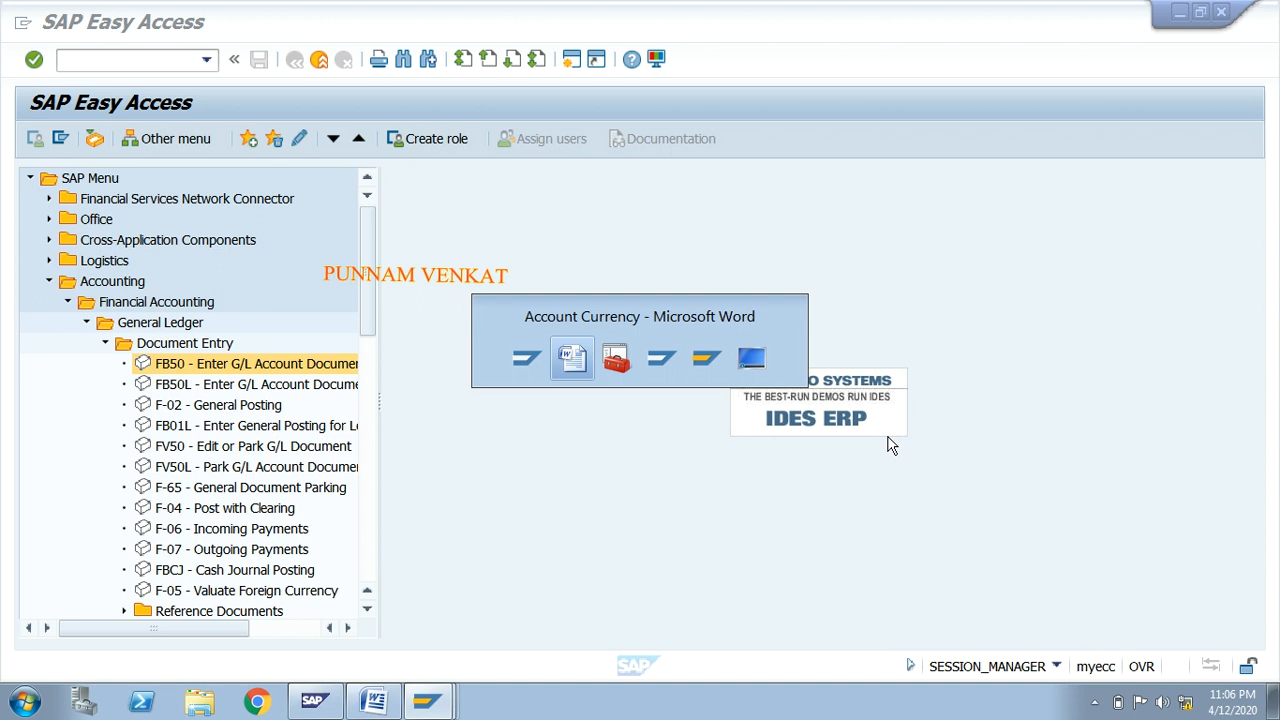 SAP Easy Access
SAP Easy Access
Other menu
Create role
Assign users
Documentation
SAP Menu
Financial Services Network Connector
Office
Cross-Application Components
Logistics
Accounting
Financial Accounting
General Ledger
Document Entry
FB50 - Enter G/L Account Documen
FB50L - Enter G/L Account Docume
F-02 - General Posting
FB01L - Enter General Posting for Le
FV50 - Edit or Park G/L Document
FV50L - Park G/L Account Documen
F-65 - General Document Parking
F-04 - Post with Clearing
F-06 - Incoming Payments
F-07 - Outgoing Payments
FBCJ - Cash Journal Posting
F-05 - Valuate Foreign Currency
Reference Documents
PUNNAM VENKAT
Account Currency - Microsoft Word
O SYSTEMS
THE BEST-RUN DEMOS RUN IDES
IDES ERP
SAP
SESSION_MANAGER
myecc
OVR
SAP
11:06 PM
4/12/2020